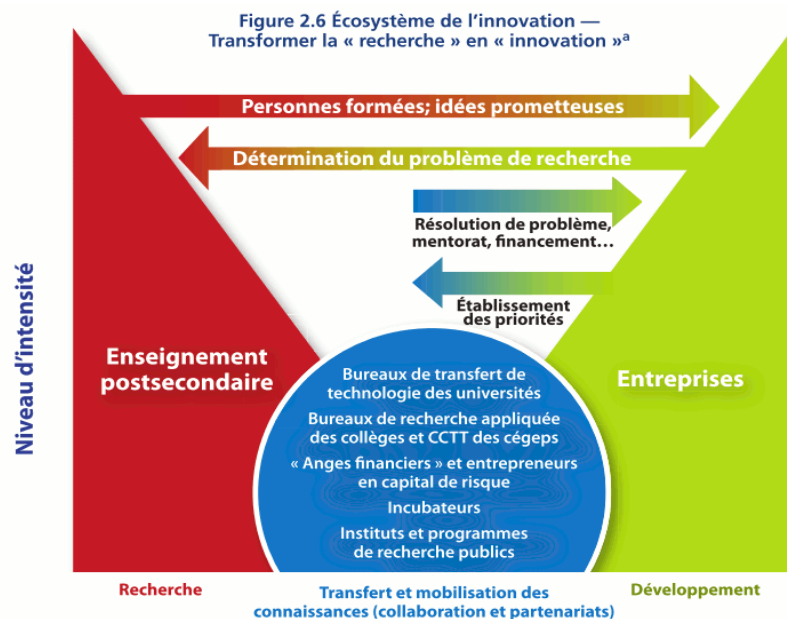 Figure 2.6 Écosystème de l’innovation —
Transformer la « recherche » en « innovation »ª
Personnes formées; idées prometteuses
Détermination du problème de recherche
Résolution de problème,
mentorat, financement…
Établissement
des priorités
Niveau d’intensité
Enseignement
postsecondaire
Bureaux de transfert de
technologie des universités
Bureaux de recherche appliquée
des collèges et CCTT des cégeps
« Anges financiers » et entrepreneurs
en capital de risque
Incubateurs
Instituts et programmes
de recherche publics
Entreprises
Recherche
Transfert et mobilisation des
connaissances (collaboration et partenariats)
Développement